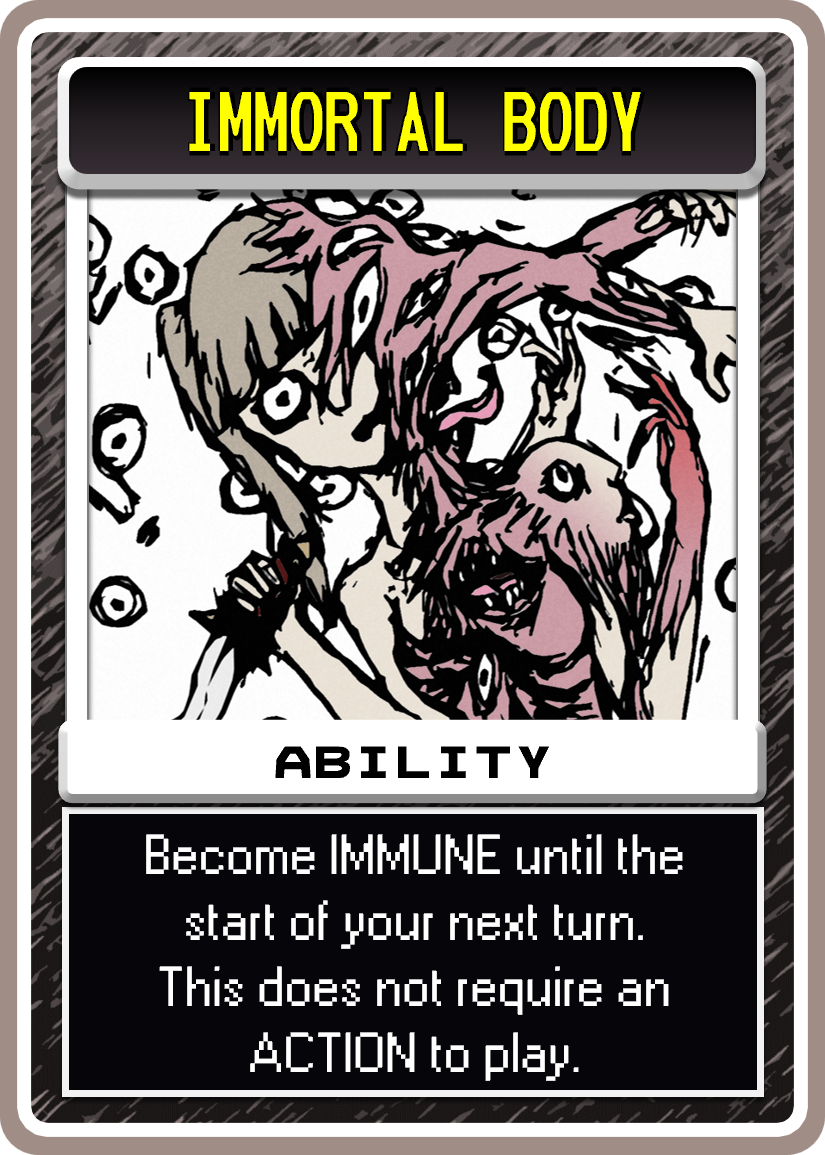 IMMORTAL BODY
ABILITY
Become IMMUNE until the
start of your next turn.
This does not require an
ACTION to play.